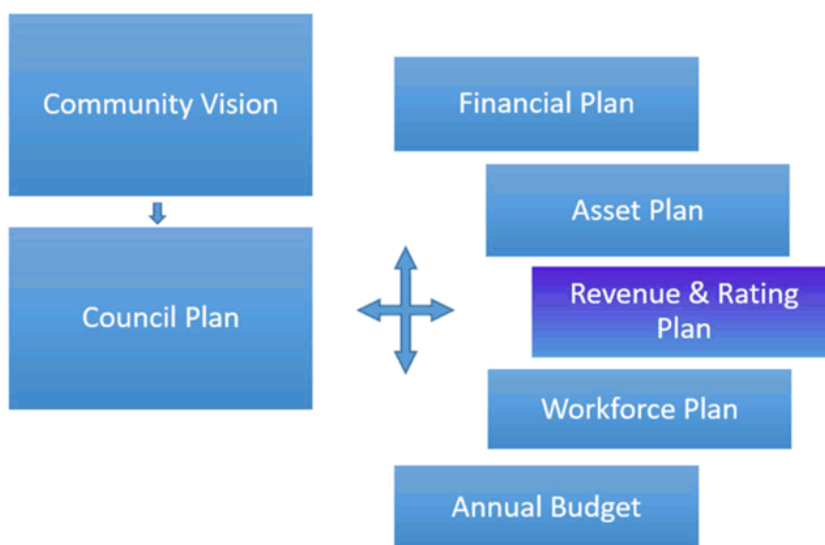 Community Vision
Council Plan
Financial Plan
Asset Plan
Revenue & Rating
Plan
Workforce Plan
Annual Budget